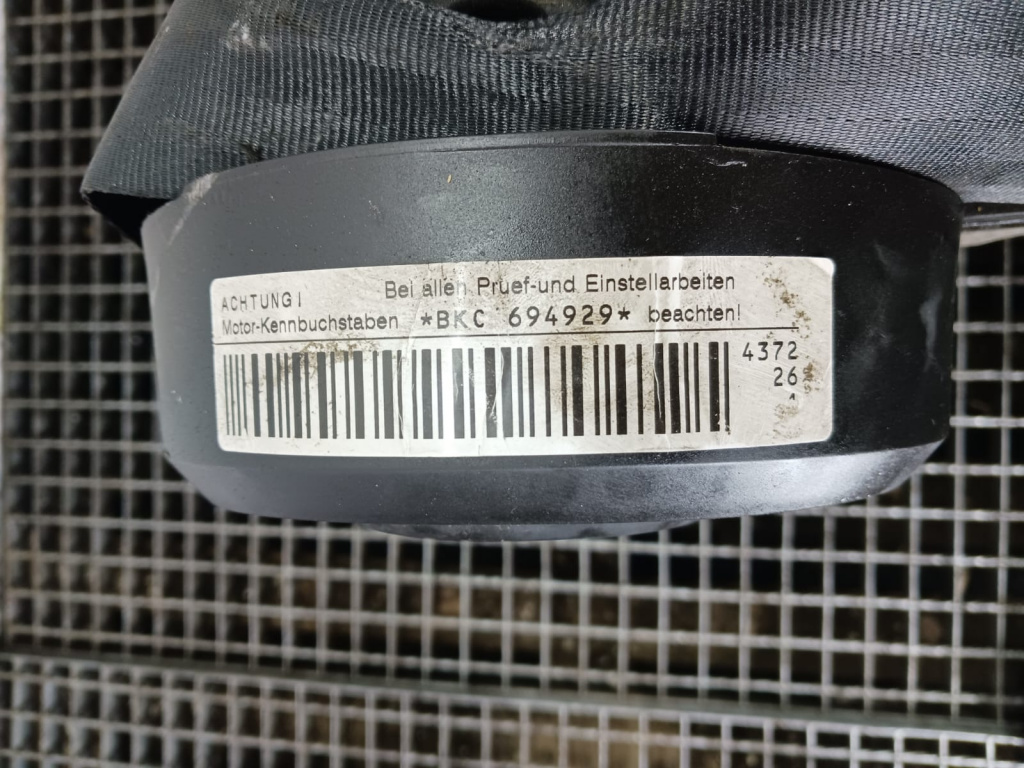 ACHTUNG! Bei allen Pruef-und Einstellarbeiten
Motor-Kennbuchstaben *BKC 694929* beachten!
4372
26